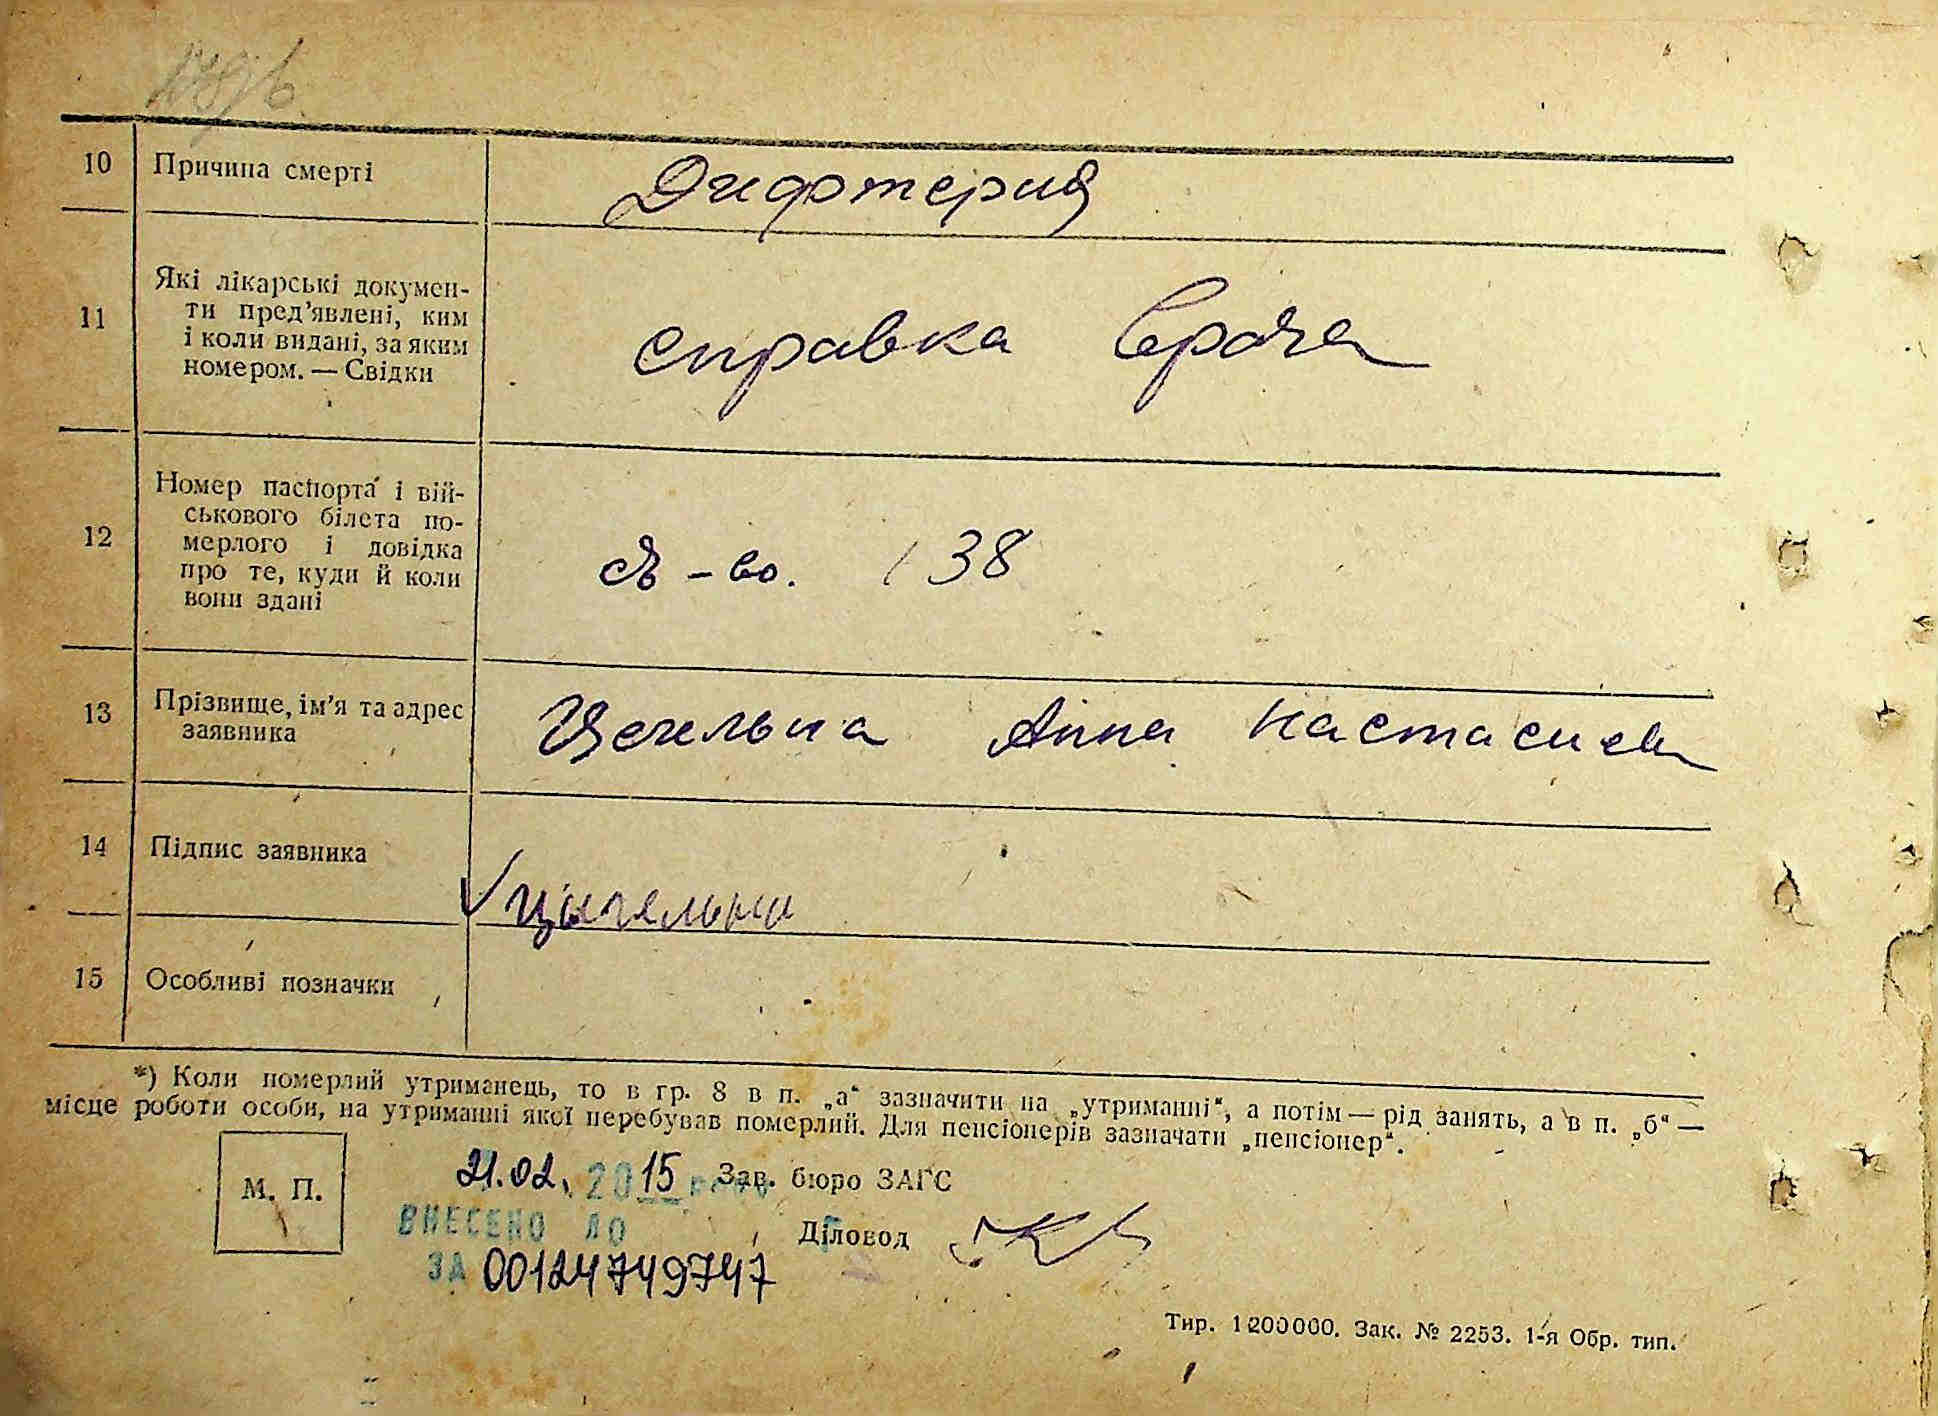 10 Причина смерті Дифтерия
11 Які лікарські докумен-
ти пред’явлені, ким
і коли видані, за яким
номером. — Свідки
справка врача
12 Номер паспорта і вій-
ськового білета по-
мерлого і довідка
про те, куди й коли
вони здані
св-во. 138
13 Прізвище, ім’я та адрес
заявника
Анна
14 Підпис заявника
15 Особливі позначки
*) Коли померлий утриманець, то в гр. 8 в п. „а“ зазначити на „утриманні“, а потім — рід занять, а в п. „б“ —
місце роботи особи, на утриманні якої перебував померлий. Для пенсіонерів зазначати „пенсіонер“.
М. П.
21.02. 2015 Зав. бюро ЗАГС
ВНЕСЕНО ДО
Діловод
ЗА 00124749747
Тир. 1200000. Зак. № 2253. 1-я Обр. тип.